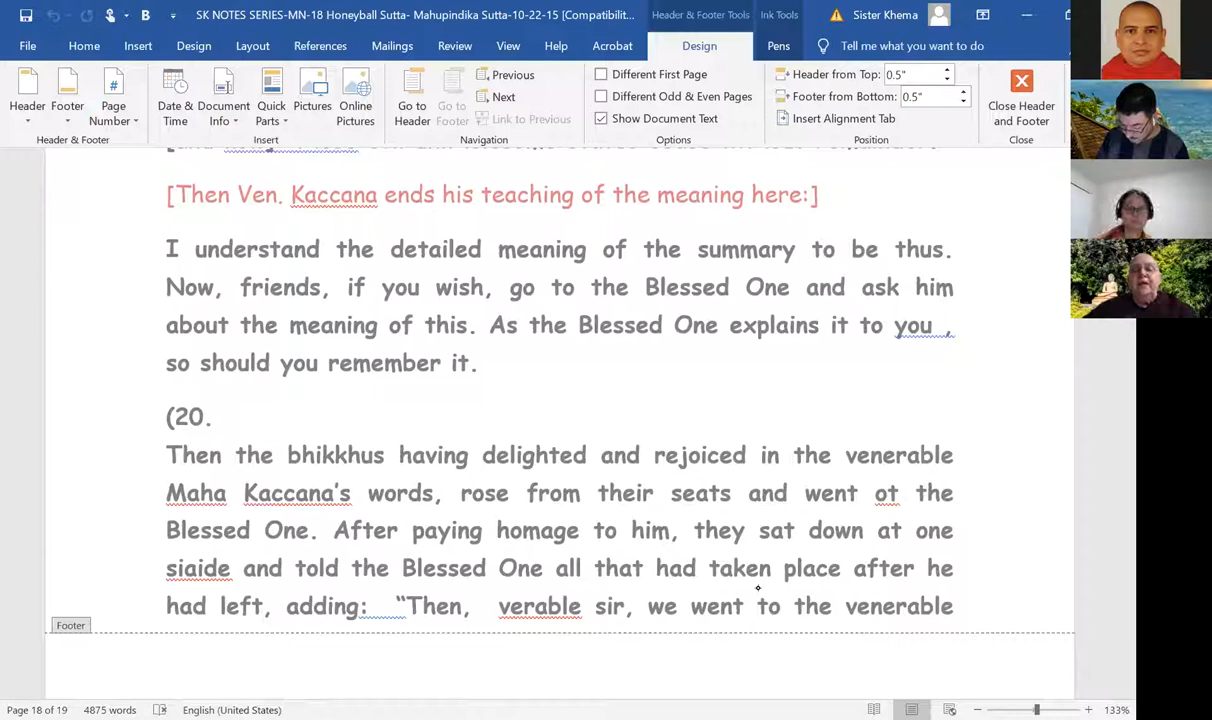 SK NOTES SERIES-MN-18 Honeyball Sutta- Mahupindika Sutta-10-22-15 [Compatibilit... Header & Footer Tools Ink Tools Sister Khema
File Home Insert Design Layout References Mailings Review View Help Acrobat Design Pens Tell me what you want to do
Header Footer Page Number
Header & Footer
Date & Time Document Info Quick Parts Pictures Online Pictures
Insert
Go to Header Go to Footer Previous Next Link to Previous
Navigation
Different First Page
Different Odd & Even Pages
Show Document Text
Options
Header from Top: 0.5"
Footer from Bottom: 0.5"
Insert Alignment Tab
Position
Close Header and Footer
Close
[Then Ven. Kaccana ends his teaching of the meaning here:]
I understand the detailed meaning of the summary to be thus.
Now, friends, if you wish, go to the Blessed One and ask him
about the meaning of this. As the Blessed One explains it to you ,
so should you remember it.
(20.
Then the bhikkhus having delighted and rejoiced in the venerable
Maha Kaccana's words, rose from their seats and went ot the
Blessed One. After paying homage to him, they sat down at one
siaide and told the Blessed One all that had taken place after he
had left, adding: "Then, verable sir, we went to the venerable
Footer
Page 18 of 19 4875 words English (United States) 133%